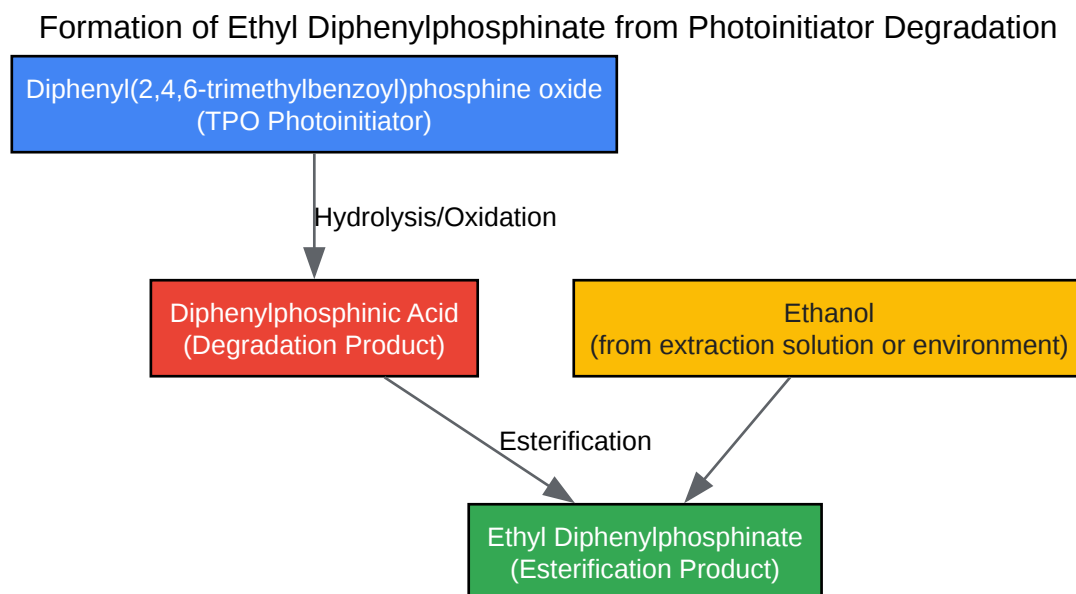 Formation of Ethyl Diphenylphosphinate from Photoinitiator Degradation
Diphenyl(2,4,6-trimethylbenzoyl)phosphine oxide
(TPO Photoinitiator)
Hydrolysis/Oxidation
Diphenylphosphinic Acid
(Degradation Product)
Ethanol
(from extraction solution or environment)
Esterification
Ethyl Diphenylphosphinate
(Esterification Product)